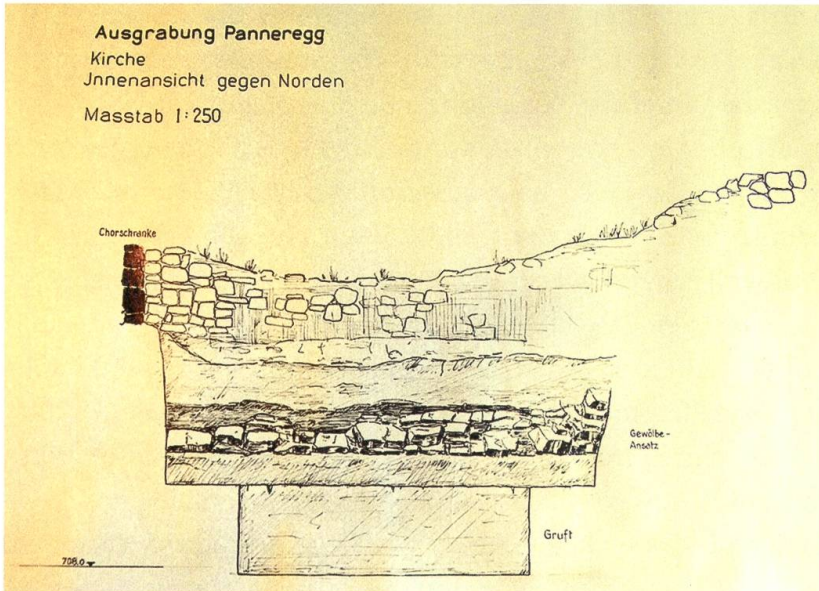 Ausgrabung Panneregg
Kirche
Jnnenansicht gegen Norden
Masstab 1:250
Chorschranke
Gewölbe-
Ansatz
Gruft
708.0